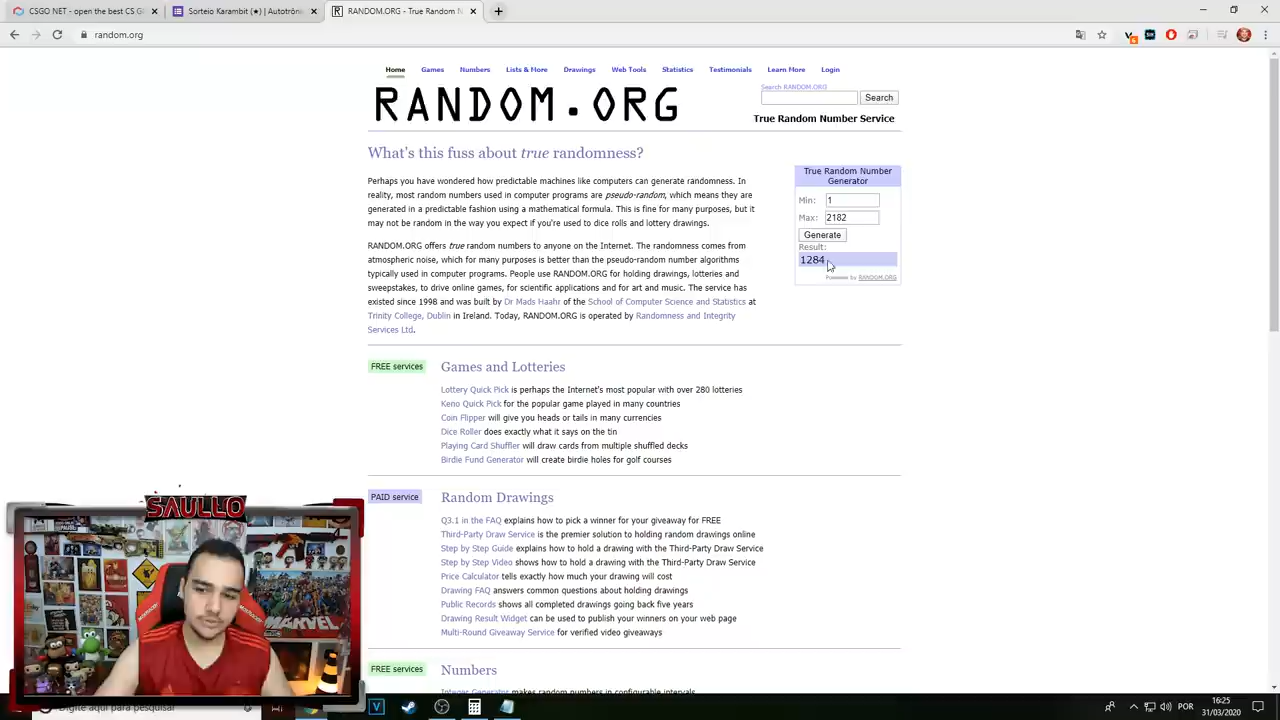 CSGO NET - open best CS G
Sorteio Karambit (★) | Autotroni
RANDOM.ORG - True Random N
random.org
Home
Games
Numbers
Lists & More
Drawings
Web Tools
Statistics
Testimonials
Learn More
Login
RANDOM.ORG
Search RANDOM.ORG
Search
True Random Number Service
What's this fuss about true randomness?
Perhaps you have wondered how predictable machines like computers can generate randomness. In
reality, most random numbers used in computer programs are pseudo-random, which means they are
generated in a predictable fashion using a mathematical formula. This is fine for many purposes, but it
may not be random in the way you expect if you're used to dice rolls and lottery drawings.
RANDOM.ORG offers true random numbers to anyone on the Internet. The randomness comes from
atmospheric noise, which for many purposes is better than the pseudo-random number algorithms
typically used in computer programs. People use RANDOM.ORG for holding drawings, lotteries and
sweepstakes, to drive online games, for scientific applications and for art and music. The service has
existed since 1998 and was built by Dr Mads Haahr of the School of Computer Science and Statistics at
Trinity College, Dublin in Ireland. Today, RANDOM.ORG is operated by Randomness and Integrity
Services Ltd.
True Random Number
Generator
Min: 1
Max: 2182
Generate
Result:
1284
Powered by RANDOM.ORG
FREE services
Games and Lotteries
Lottery Quick Pick is perhaps the Internet's most popular with over 280 lotteries
Keno Quick Pick for the popular game played in many countries
Coin Flipper will give you heads or tails in many currencies
Dice Roller does exactly what it says on the tin
Playing Card Shuffler will draw cards from multiple shuffled decks
Birdie Fund Generator will create birdie holes for golf courses
PAID service
Random Drawings
Q3.1 in the FAQ explains how to pick a winner for your giveaway for FREE
Third-Party Draw Service is the premier solution to holding random drawings online
Step by Step Guide explains how to hold a drawing with the Third-Party Draw Service
Step by Step Video shows how to hold a drawing with the Third-Party Draw Service
Price Calculator tells exactly how much your drawing will cost
Drawing FAQ answers common questions about holding drawings
Public Records shows all completed drawings going back five years
Drawing Result Widget can be used to publish your winners on your web page
Multi-Round Giveaway Service for verified video giveaways
FREE services
Numbers
Integer Generator makes random numbers in configurable intervals
SAULLO
MARVEL
Digite aqui para pesquisar
POR
16:25
31/03/2020